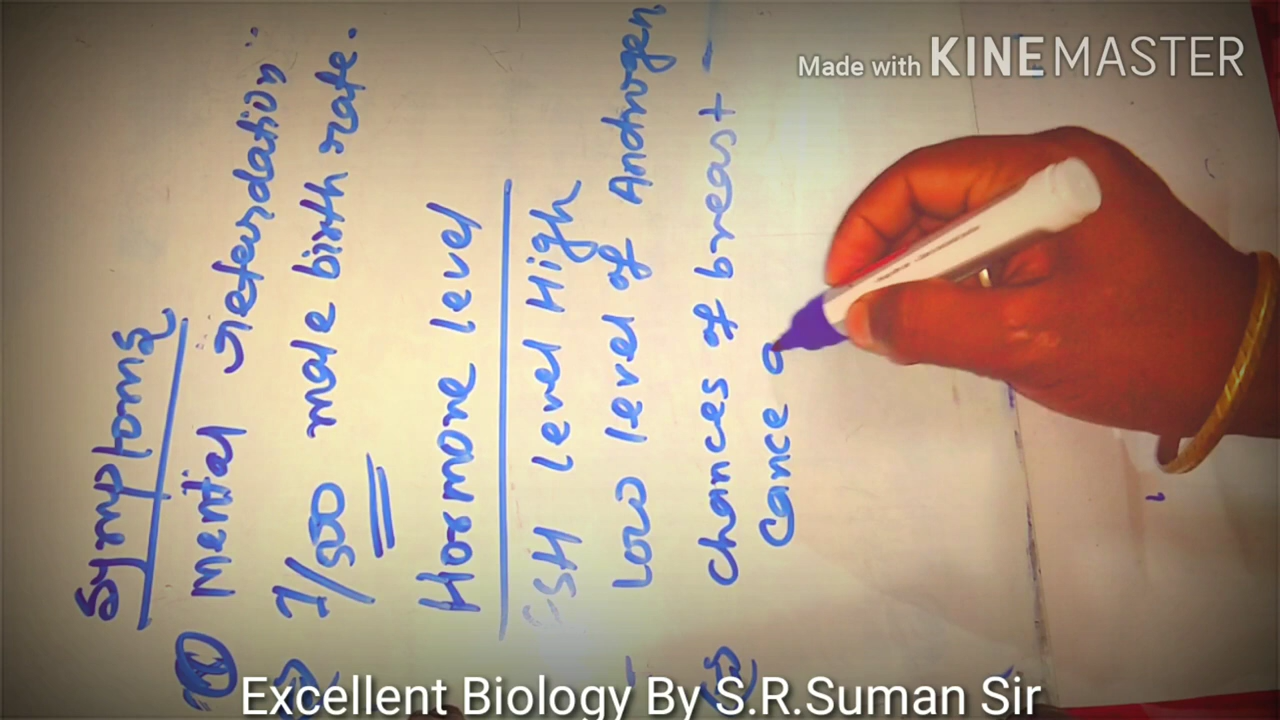 Symptoms
① Mental reterdation
1/500 male birth rate.
Hormone level
FSH level High
- Low level of Androgen
chances of breast -
Cance
Made with KINEMASTER
Excellent Biology By S.R.Suman Sir